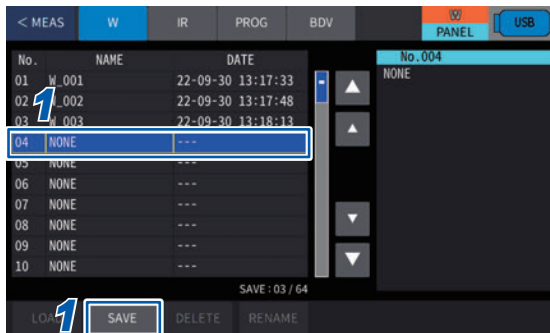 < MEAS W IR PROG BDV W PANEL USB
No. NAME DATE No.004
01 W_001 22-09-30 13:17:33 NONE
02 W_002 22-09-30 13:17:48
1
03 W_003 22-09-30 13:18:13
04 NONE ---
05 NONE ---
06 NONE ---
07 NONE ---
08 NONE ---
09 NONE ---
10 NONE ---
SAVE : 03 / 64
1
LOAD SAVE DELETE RENAME